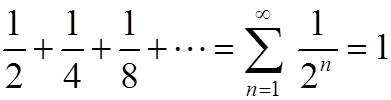 1/2 + 1/4 + 1/8 + ⋯ = ∑_{n=1}^{∞} 1/2^n = 1